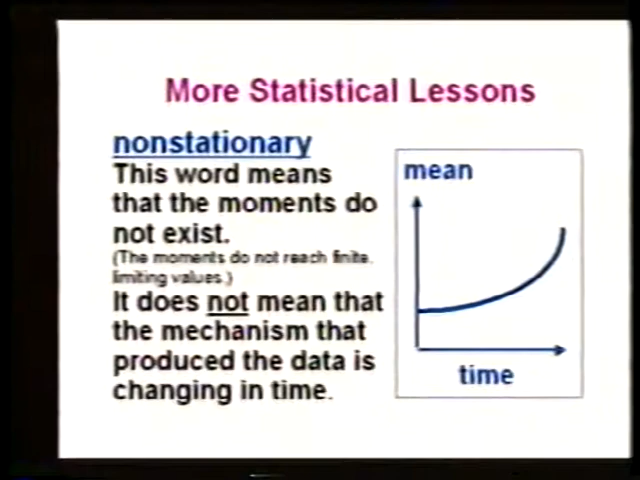 More Statistical Lessons
nonstationary
This word means
that the moments do
not exist.
(The moments do not reach finite,
limiting values.)
It does not mean that
the mechanism that
produced the data is
changing in time.
mean
time